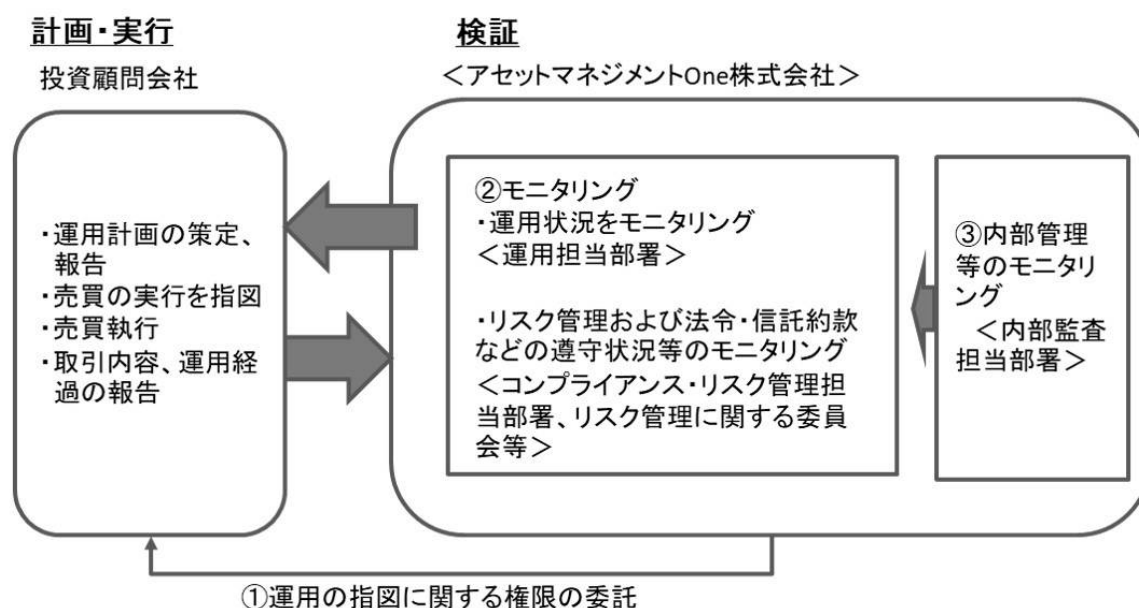 計画・実行
投資顧問会社
・運用計画の策定、
報告
・売買の実行を指図
・売買執行
・取引内容、運用経
過の報告
検証
＜アセットマネジメントOne株式会社＞
②モニタリング
・運用状況をモニタリング
＜運用担当部署＞
・リスク管理および法令・信託約款
などの遵守状況等のモニタリング
＜コンプライアンス・リスク管理担
当部署、リスク管理に関する委員
会等＞
③内部管理
等のモニタリ
ング
＜内部監査
担当部署＞
①運用の指図に関する権限の委託